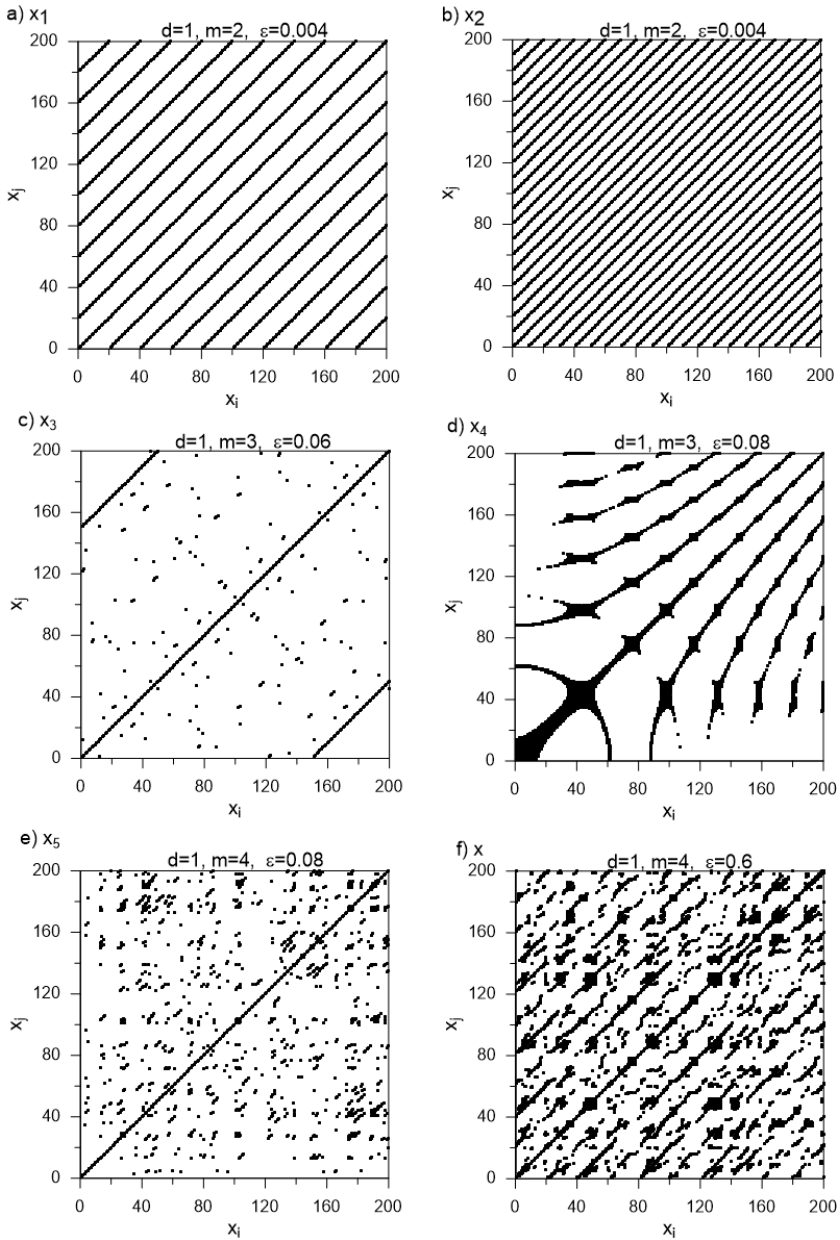 a) x1
d=1, m=2, ε=0.004
200
160
120
80
40
0
xj
0 40 80 120 160 200
xi
b) x2
d=1, m=2, ε=0.004
200
160
120
80
40
0
xj
0 40 80 120 160 200
xi
c) x3
d=1, m=3, ε=0.06
200
160
120
80
40
0
xj
0 40 80 120 160 200
xi
d) x4
d=1, m=3, ε=0.08
200
160
120
80
40
0
xj
0 40 80 120 160 200
xi
e) x5
d=1, m=4, ε=0.08
200
160
120
80
40
0
xj
0 40 80 120 160 200
xi
f) x
d=1, m=4, ε=0.6
200
160
120
80
40
0
xj
0 40 80 120 160 200
xi